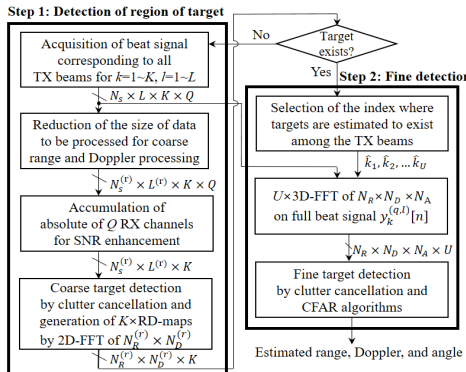 Step 1: Detection of region of target
Acquisition of beat signal
corresponding to all
TX beams for k=1~K, l=1~L
N_s × L × K × Q
Reduction of the size of data
to be processed for coarse
range and Doppler processing
N_s^(r) × L^(r) × K × Q
Accumulation of
absolute of Q RX channels
for SNR enhancement
N_s^(r) × L^(r) × K
Coarse target detection
by clutter cancellation and
generation of K×RD-maps
by 2D-FFT of N_R^(r) × N_D^(r)
N_R^(r) × N_D^(r) × K
No
Target
exists?
Yes
Step 2: Fine detection
Selection of the index where
targets are estimated to exist
among the TX beams
k̂_1, k̂_2, … k̂_U
U×3D-FFT of N_R×N_D×N_A
on full beat signal y_k^(q,l)[n]
N_R × N_D × N_A × U
Fine target detection
by clutter cancellation and
CFAR algorithms
Estimated range, Doppler, and angle